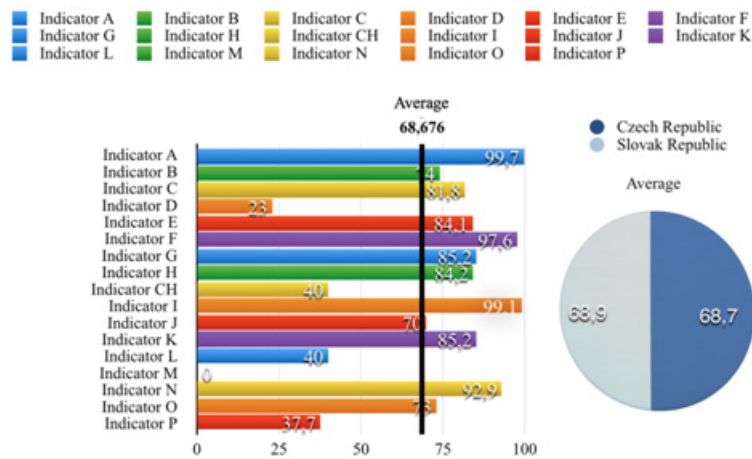 Indicator A Indicator B Indicator C Indicator D Indicator E Indicator F
Indicator G Indicator H Indicator CH Indicator I Indicator J Indicator K
Indicator L Indicator M Indicator N Indicator O Indicator P
Average
68,676
Indicator A 99,7
Indicator B 74
Indicator C 81,8
Indicator D 23
Indicator E 84,1
Indicator F 97,6
Indicator G 85,2
Indicator H 84,2
Indicator CH 40
Indicator I 99,1
Indicator J 70
Indicator K 85,2
Indicator L 40
Indicator M 0
Indicator N 92,9
Indicator O 73
Indicator P 37,7
0 25 50 75 100
Czech Republic
Slovak Republic
Average
68,9 68,7